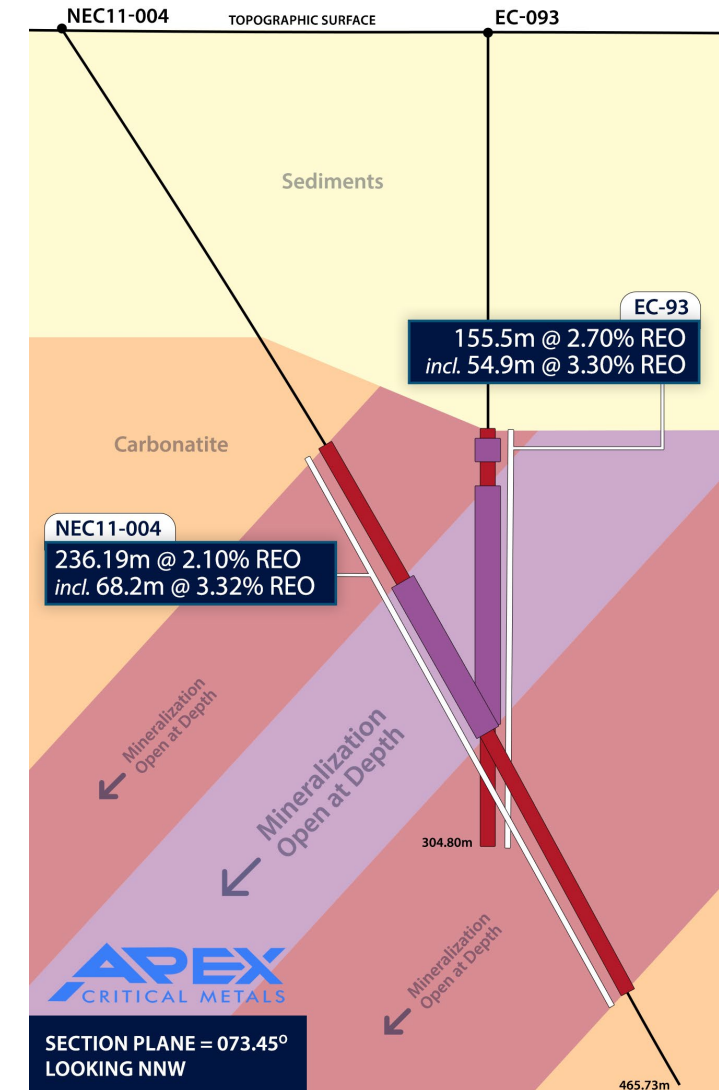 NEC11-004
TOPOGRAPHIC SURFACE
EC-093
Sediments
EC-93
155.5m @ 2.70% REO
incl. 54.9m @ 3.30% REO
Carbonatite
NEC11-004
236.19m @ 2.10% REO
incl. 68.2m @ 3.32% REO
Mineralization
Open at Depth
Mineralization
Open at Depth
304.80m
Mineralization
Open at Depth
APEX
CRITICAL METALS
SECTION PLANE = 073.45⁰
LOOKING NNW
465.73m